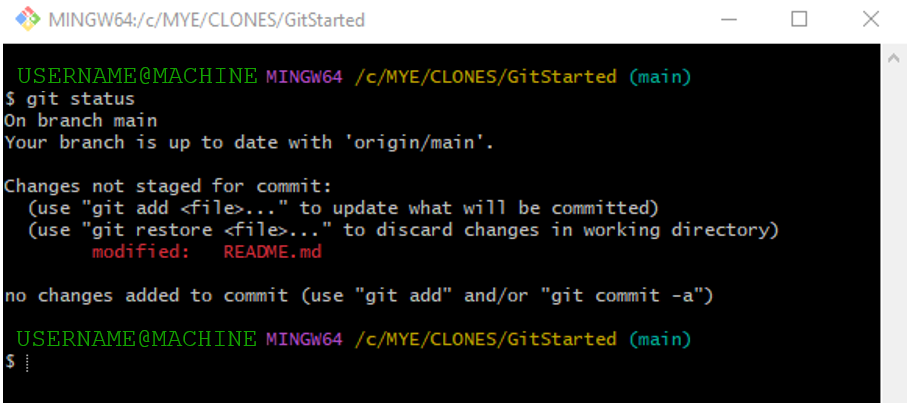 MINGW64:/c/MYE/CLONES/GitStarted
USERNAME@MACHINE MINGW64 /c/MYE/CLONES/GitStarted (main)
$ git status
On branch main
Your branch is up to date with 'origin/main'.
Changes not staged for commit:
  (use "git add <file>..." to update what will be committed)
  (use "git restore <file>..." to discard changes in working directory)
        modified:   README.md
no changes added to commit (use "git add" and/or "git commit -a")
USERNAME@MACHINE MINGW64 /c/MYE/CLONES/GitStarted (main)
$